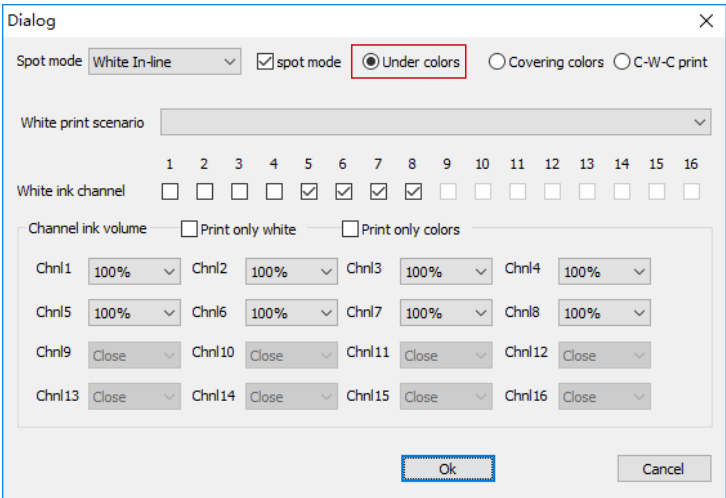 Dialog
Spot mode White In-line spot mode Under colors Covering colors C-W-C print
White print scenario
1 2 3 4 5 6 7 8 9 10 11 12 13 14 15 16
White ink channel
Channel ink volume Print only white Print only colors
Chnl1 100% Chnl2 100% Chnl3 100% Chnl4 100%
Chnl5 100% Chnl6 100% Chnl7 100% Chnl8 100%
Chnl9 Close Chnl10 Close Chnl11 Close Chnl12 Close
Chnl13 Close Chnl14 Close Chnl15 Close Chnl16 Close
Ok Cancel